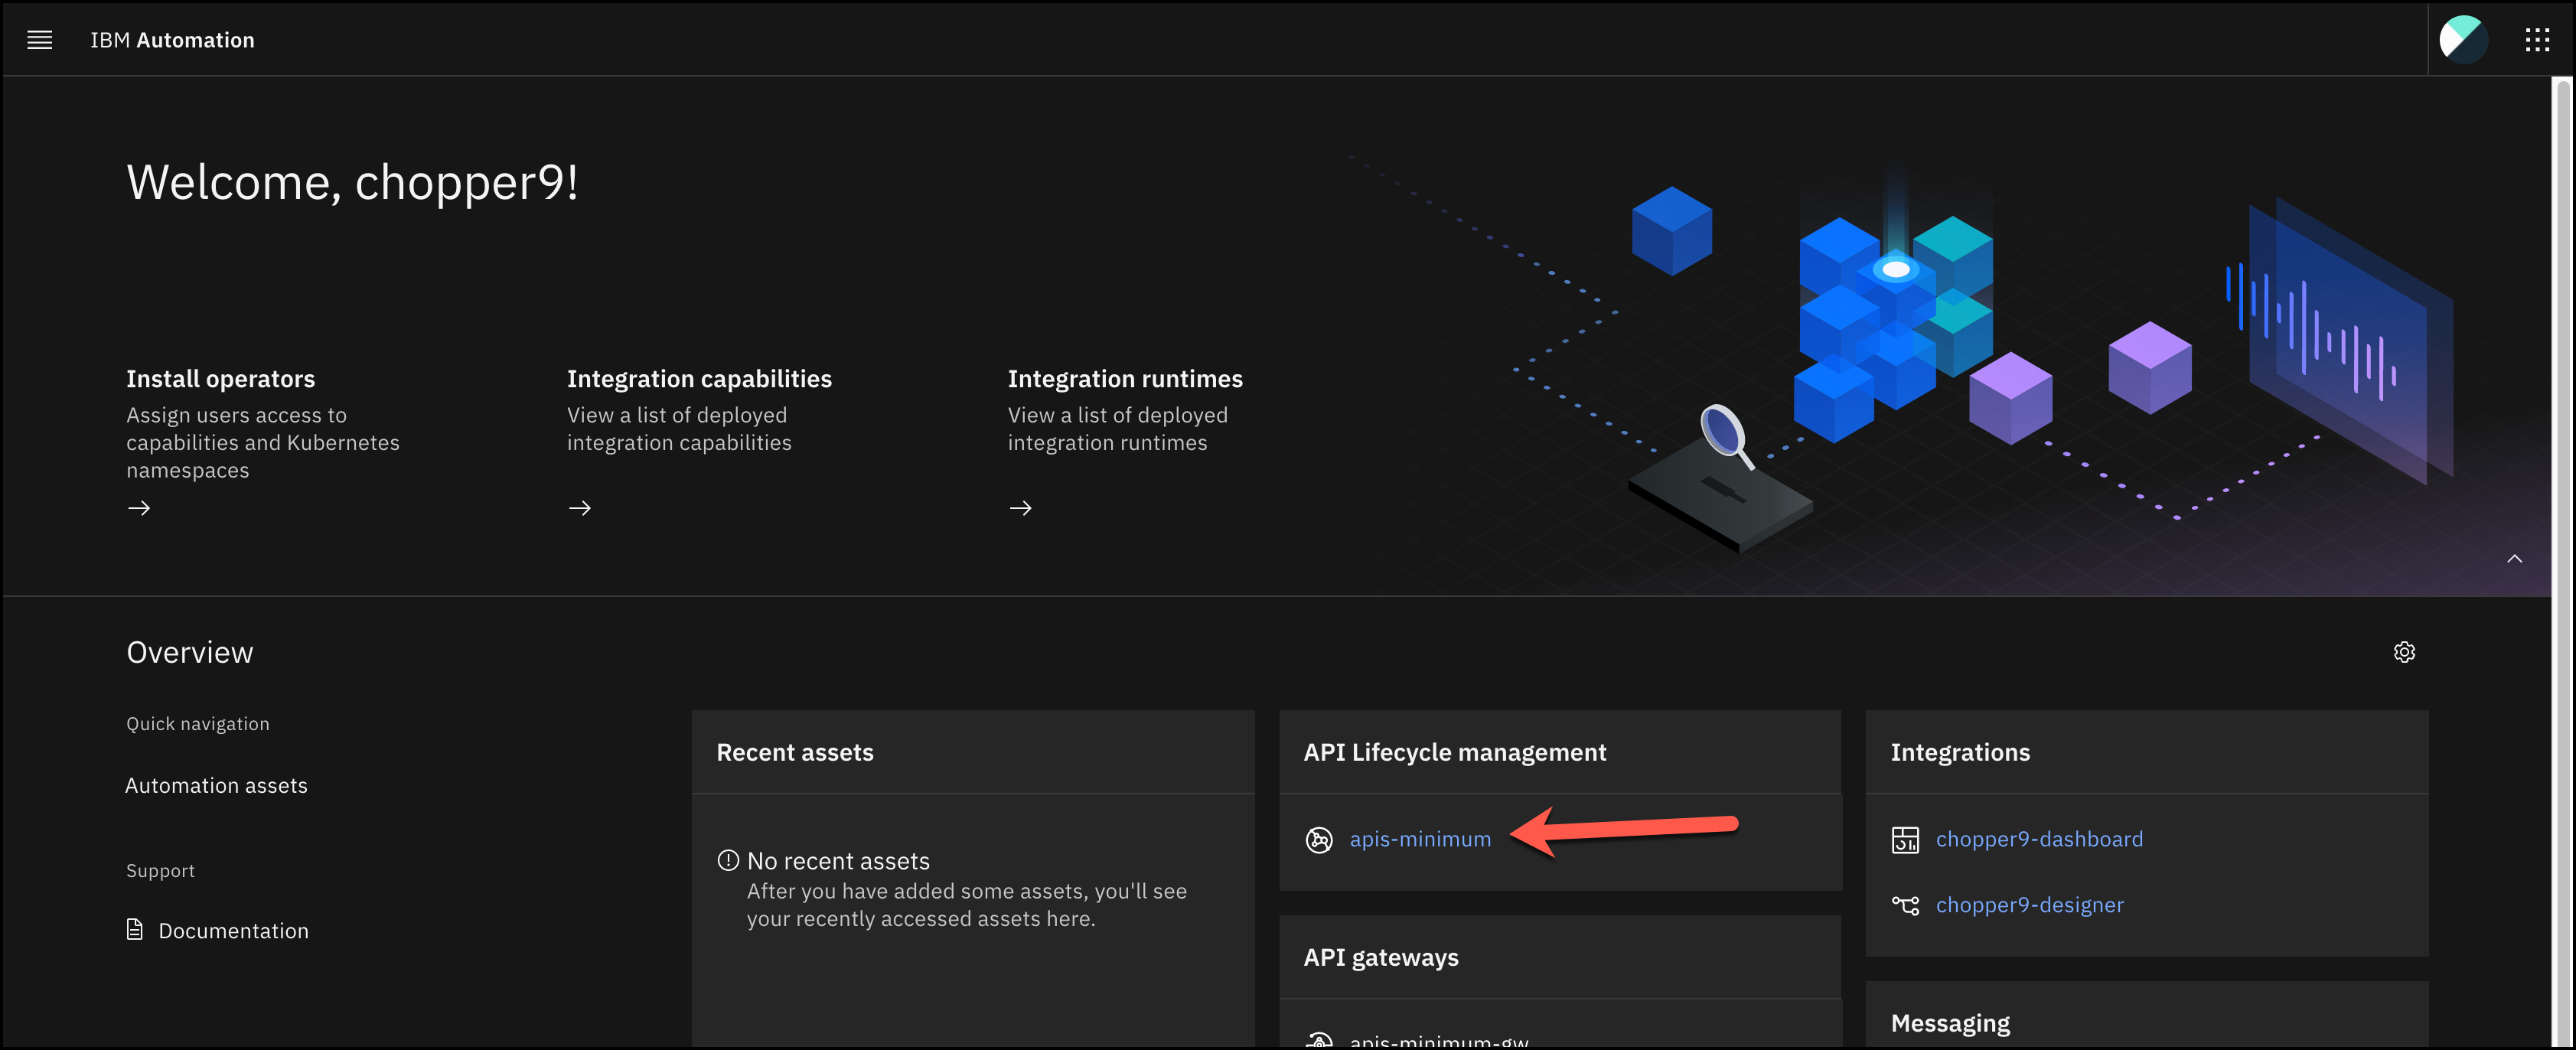 IBM Automation
Welcome, chopper9!
Install operators
Assign users access to
capabilities and Kubernetes
namespaces
Integration capabilities
View a list of deployed
integration capabilities
Integration runtimes
View a list of deployed
integration runtimes
Overview
Quick navigation
Automation assets
Support
Documentation
Recent assets
No recent assets
After you have added some assets, you'll see
your recently accessed assets here.
API Lifecycle management
apis-minimum
API gateways
apis-minimum-gw
Integrations
chopper9-dashboard
chopper9-designer
Messaging